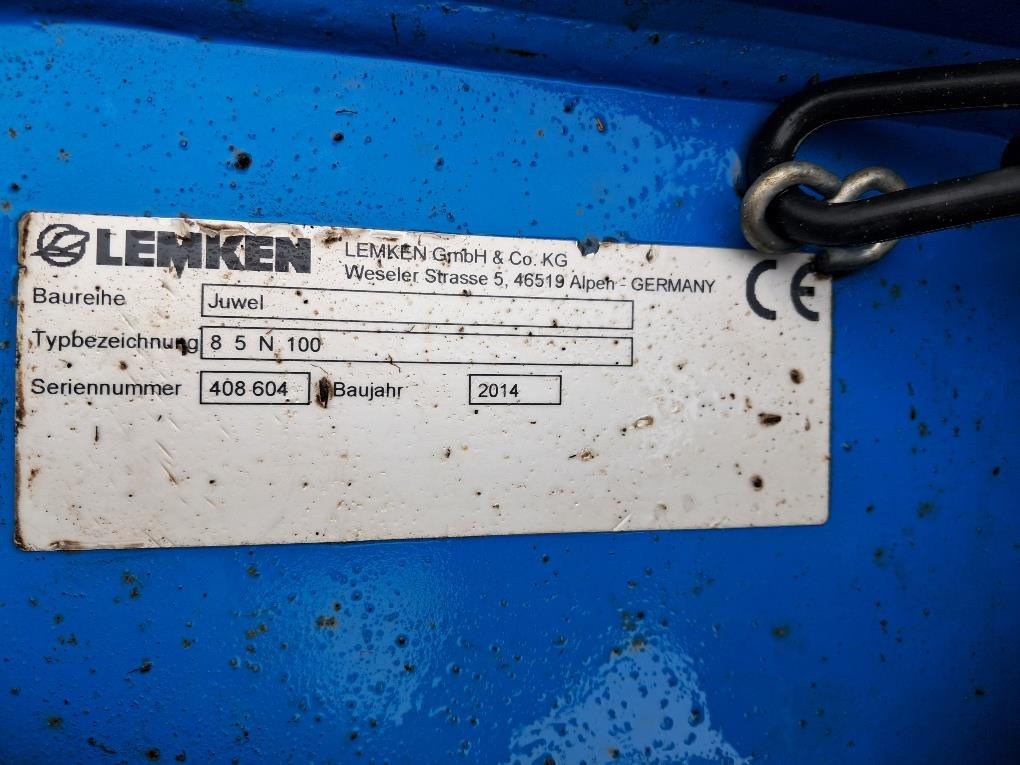 LEMKEN
LEMKEN GmbH & Co. KG
Weseler Strasse 5, 46519 Alpen - GERMANY
CE
Baureihe Juwel
Typbezeichnung 8 5 N 100
Seriennummer 408 604 Baujahr 2014